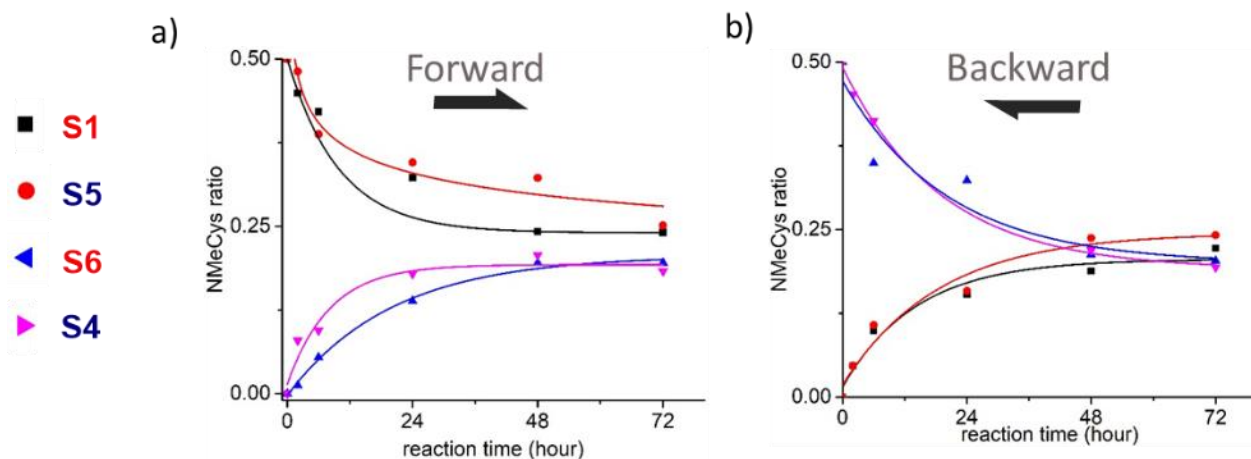 a)
Forward
S1
S5
S6
S4
NMeCys ratio
0.50
0.25
0.00
0
24
48
72
reaction time (hour)
b)
Backward
NMeCys ratio
0.50
0.25
0.00
0
24
48
72
reaction time (hour)